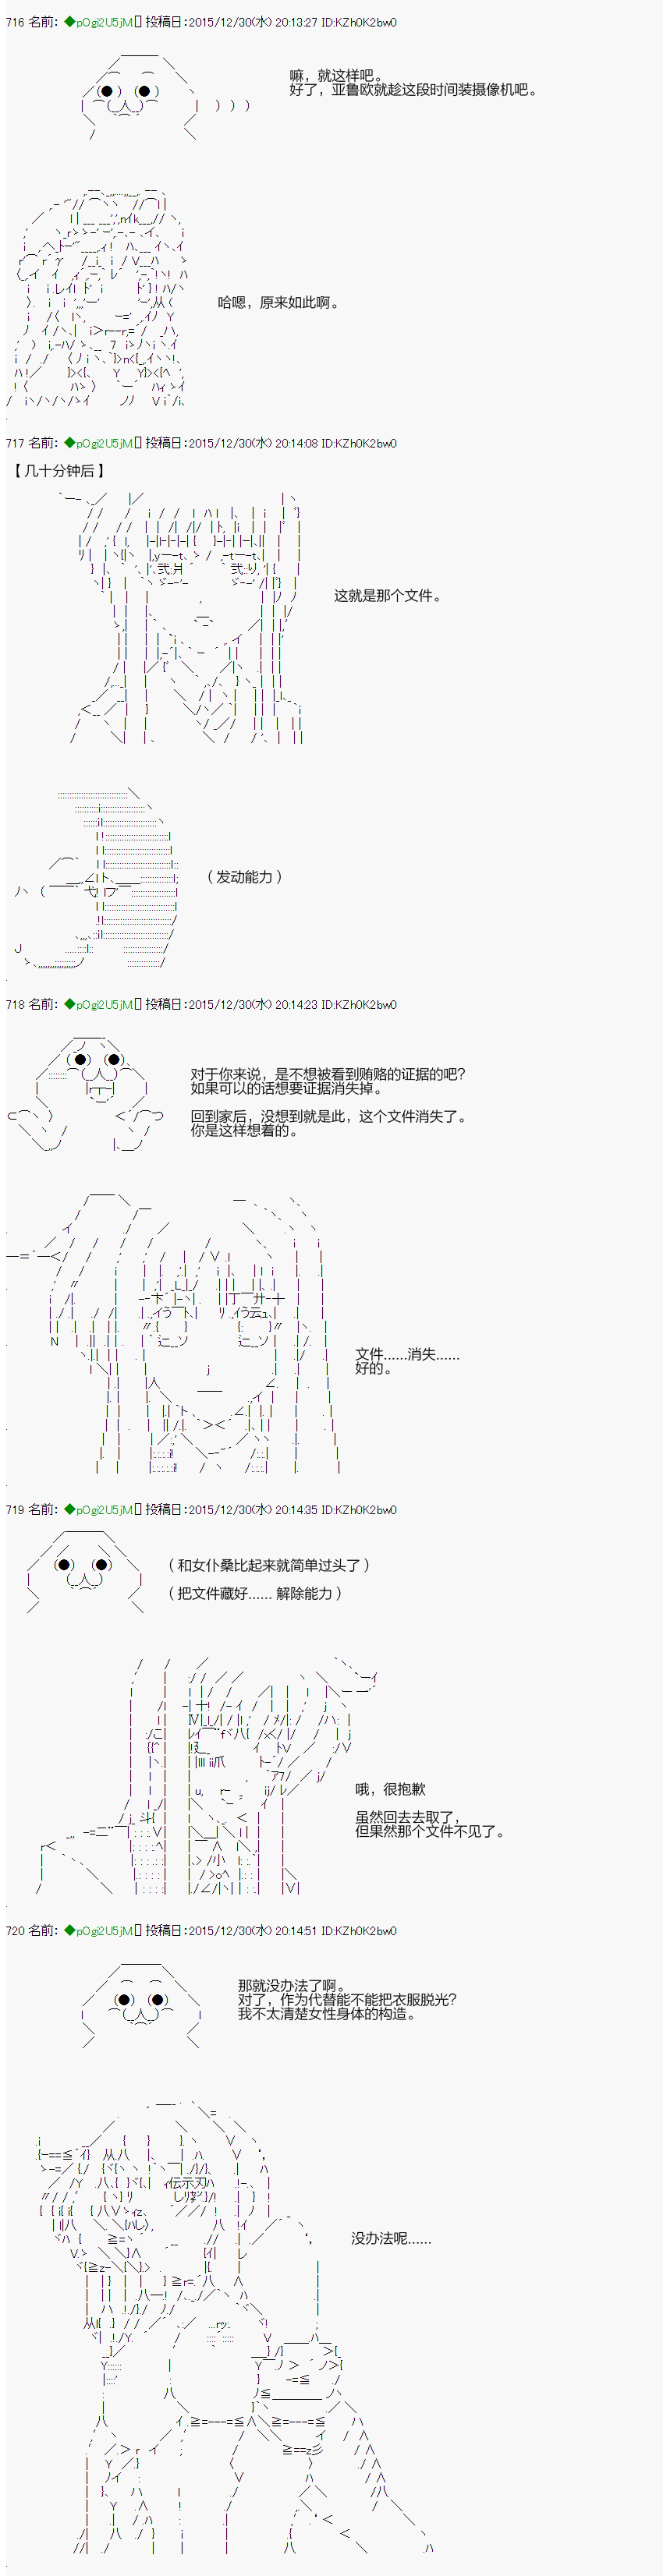 716 名前: ◆pOgi2U5jM.[] 投稿日:2015/12/30(水) 20:13:27 ID:KZh0K2bw0
嘛，就这样吧。
好了，亚鲁欧就趁这段时间装摄像机吧。
哈嗯，原来如此啊。
717 名前: ◆pOgi2U5jM.[] 投稿日:2015/12/30(水) 20:14:08 ID:KZh0K2bw0
【 几十分钟后 】
这就是那个文件。
（ 发动能力 ）
718 名前: ◆pOgi2U5jM.[] 投稿日:2015/12/30(水) 20:14:23 ID:KZh0K2bw0
对于你来说，是不想被看到贿赂的证据的吧?
如果可以的话想要证据消失掉。
回到家后，没想到就是此，这个文件消失了。
你是这样想着的。
文件......消失......
好的。
719 名前: ◆pOgi2U5jM.[] 投稿日:2015/12/30(水) 20:14:35 ID:KZh0K2bw0
（ 和女仆桑比起来就简单过头了 ）
（ 把文件藏好...... 解除能力 ）
哦，很抱歉
虽然回去去取了，
但果然那个文件不见了。
720 名前: ◆pOgi2U5jM.[] 投稿日:2015/12/30(水) 20:14:51 ID:KZh0K2bw0
那就没办法了啊。
对了，作为代替能不能把衣服脱光?
我不太清楚女性身体的构造。
没办法呢......